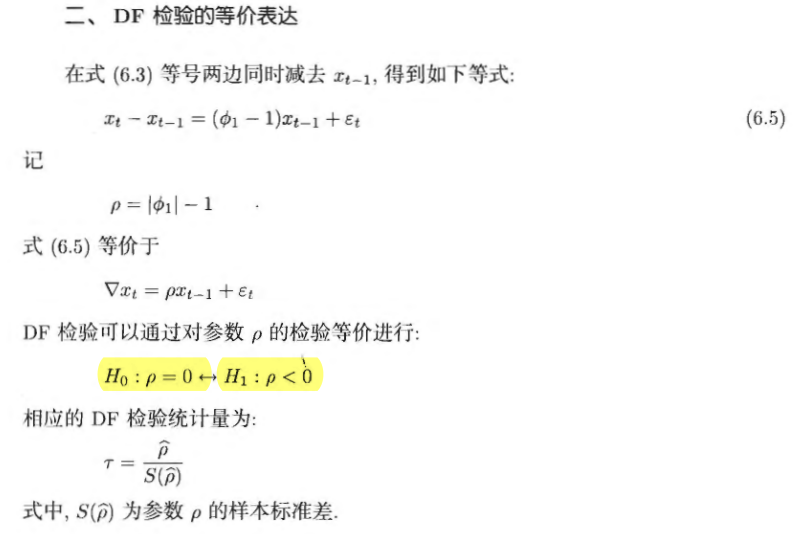 二、DF 检验的等价表达
在式 (6.3) 等号两边同时减去 $x_{t-1}$, 得到如下等式:
$x_t - x_{t-1} = (\phi_1 - 1)x_{t-1} + \varepsilon_t$ (6.5)
记
$\rho = |\phi_1| - 1$
式 (6.5) 等价于
$\nabla x_t = \rho x_{t-1} + \varepsilon_t$
DF 检验可以通过对参数 $\rho$ 的检验等价进行:
$H_0 : \rho = 0 \leftrightarrow H_1 : \rho < 0$
相应的 DF 检验统计量为:
$\tau = \frac{\hat{\rho}}{S(\hat{\rho})}$
式中, $S(\hat{\rho})$ 为参数 $\rho$ 的样本标准差.